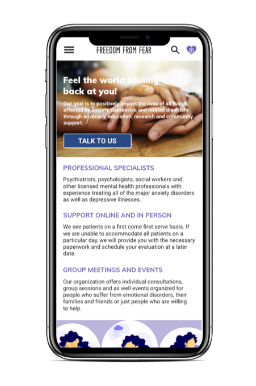 FREEDOM FROM FEAR
Feel the world smiling
back at you!
Our goal is to positively impact the lives of all those
affected by anxiety, depressive and related disorders
through advocacy, education, research and community
support.
TALK TO US
PROFESSIONAL SPECIALISTS
Psychiatrists, psychologists, social workers and
other licensed mental health professionals with
experience treating all of the major anxiety disorders
as well as depressive illnesses.
SUPPORT ONLINE AND IN PERSON
We see patients on a first come first serve basis. If
we are unable to accommodate all patients on a
particular day, we will provide you with the necessary
paperwork and schedule your evaluation at a later
date.
GROUP MEETINGS AND EVENTS
Our organization offers individual consultations,
group sessions and as well events organized for
people who suffer from emotional disorders, their
families and friends or just people who are willing
to help.